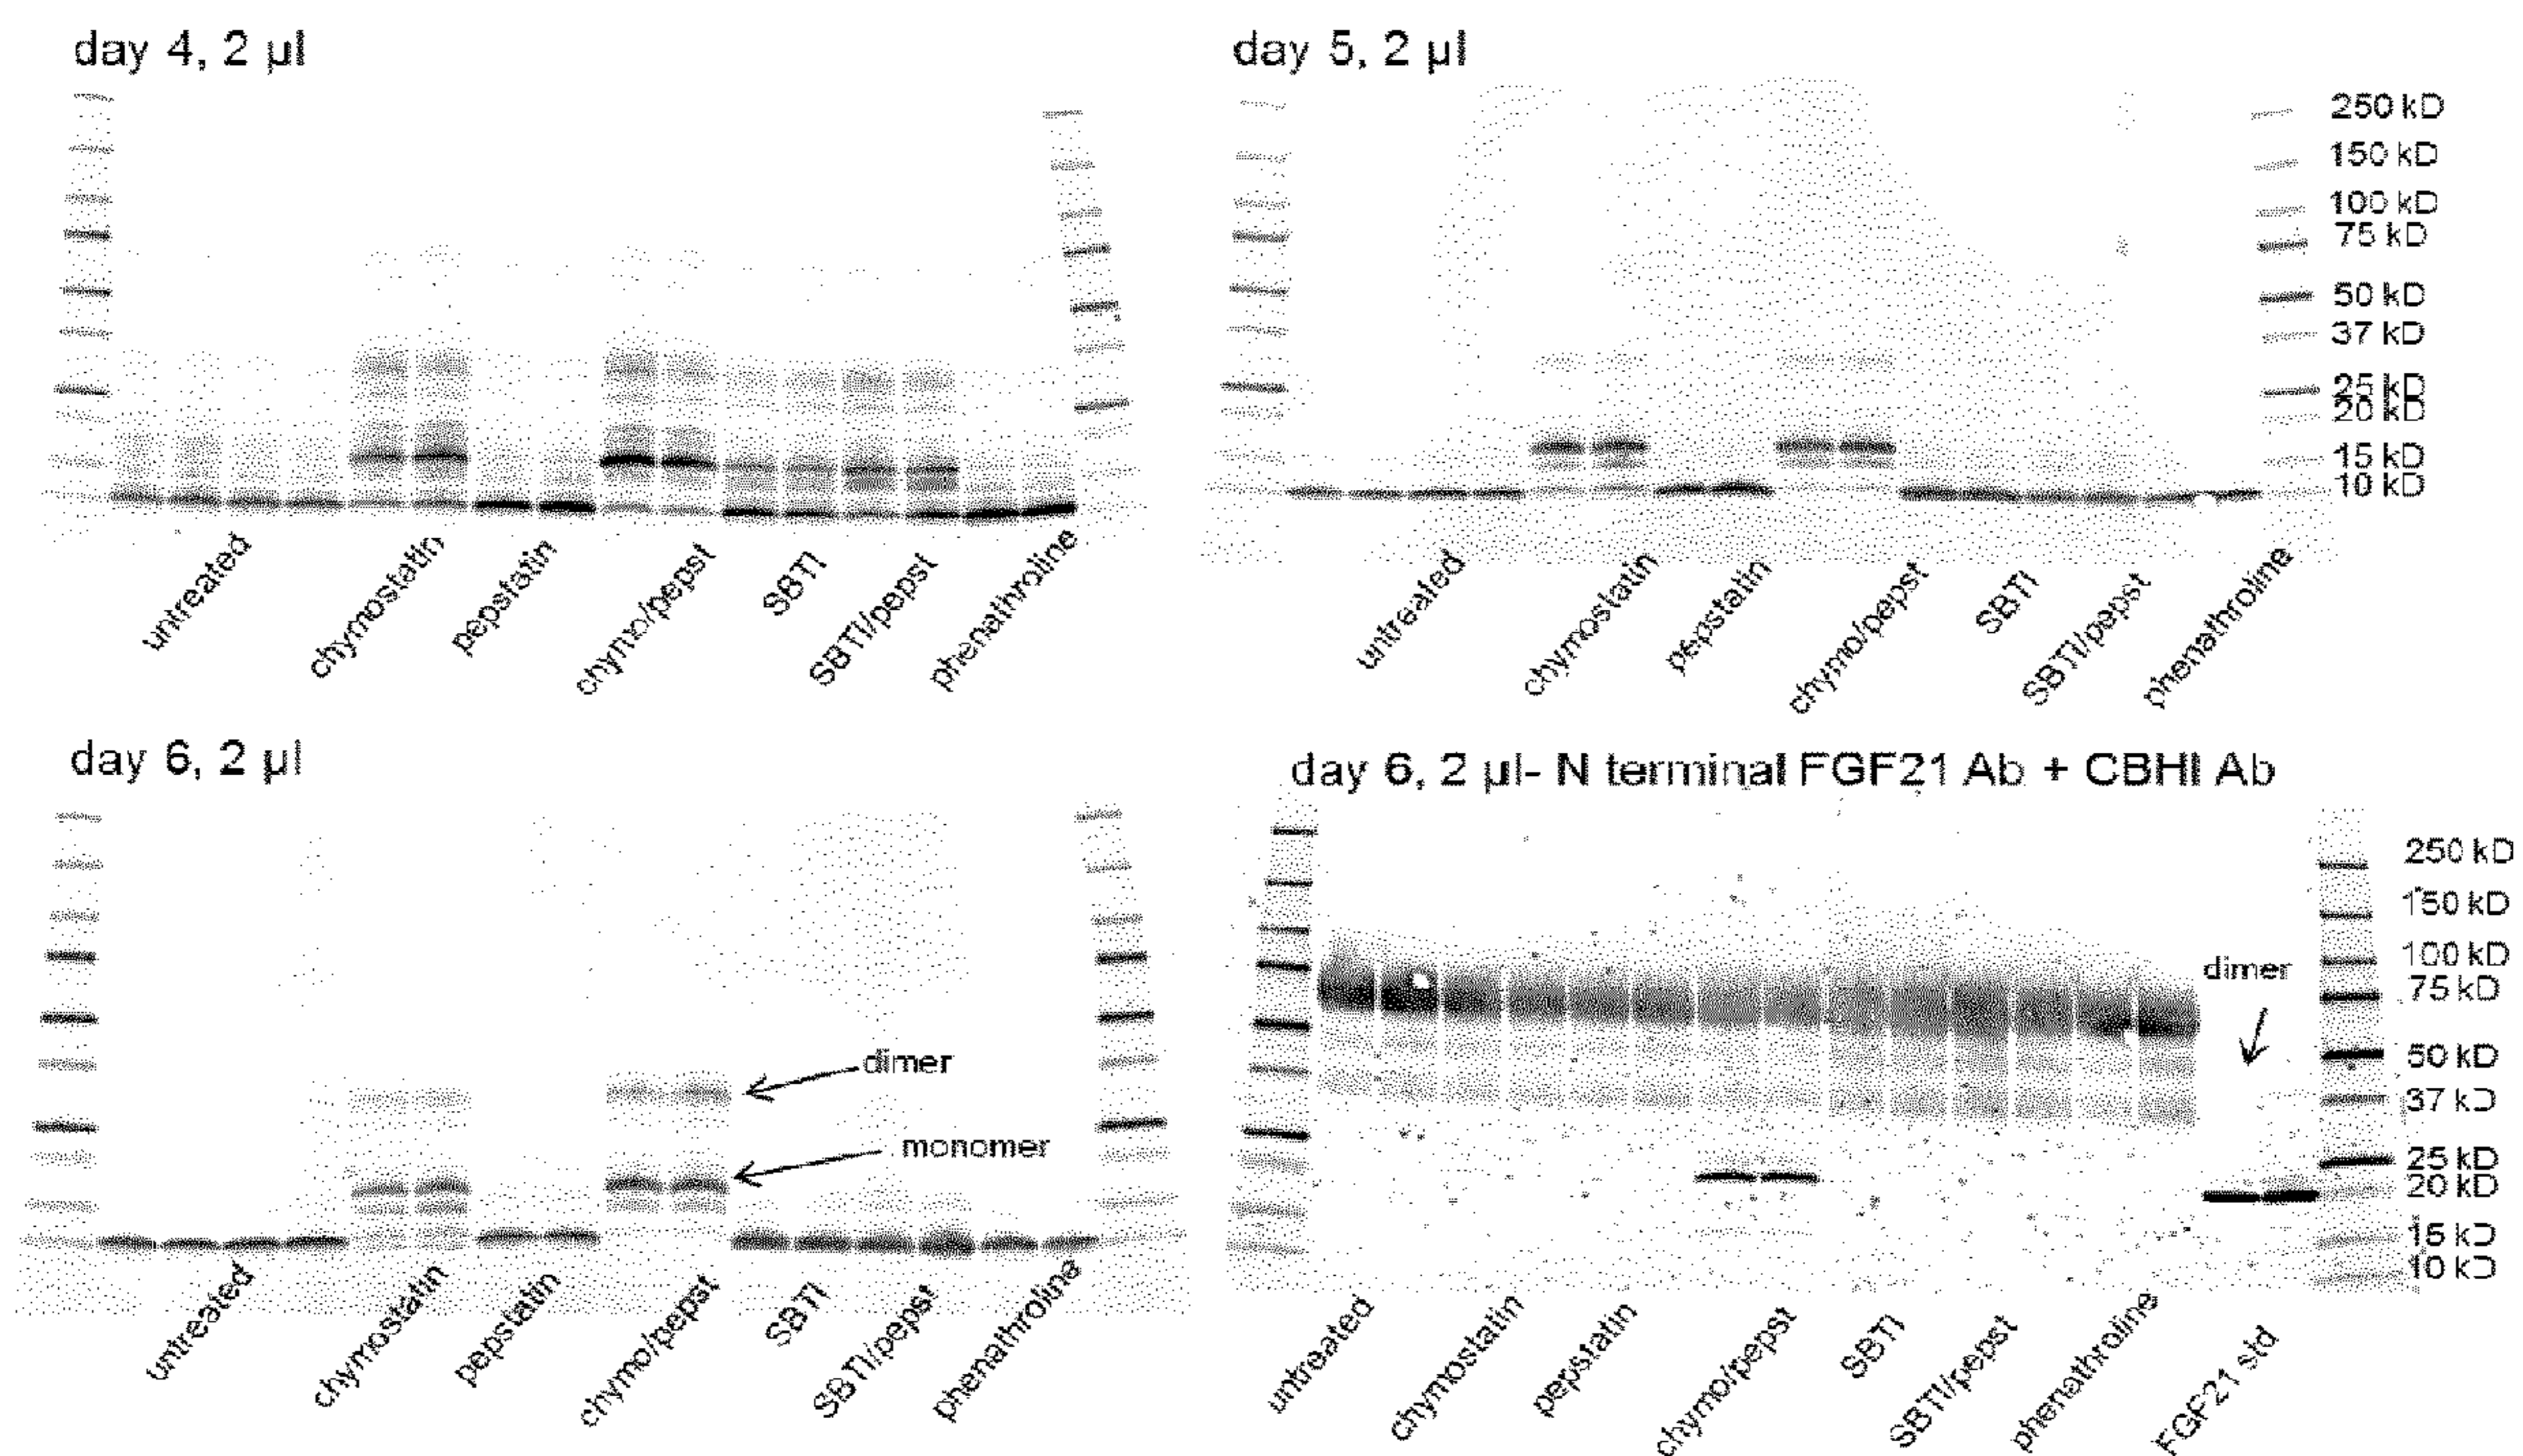 day 4, 2 µl
untreated
chymostatin
pepstatin
chymo/pepst
SBTI
SBTI/pepst
phenathroline
day 5, 2 µl
250 kD
150 kD
100 kD
75 kD
50 kD
37 kD
25 kD
20 kD
15 kD
10 kD
untreated
chymostatin
pepstatin
chymo/pepst
SBTI
SBTI/pepst
phenathroline
day 6, 2 µl
dimer
monomer
untreated
chymostatin
pepstatin
chymo/pepst
SBTI
SBTI/pepst
phenathroline
day 6, 2 µl- N terminal FGF21 Ab + CBHI Ab
dimer
250 kD
150 kD
100 kD
75 kD
50 kD
37 kD
25 kD
20 kD
15 kD
10 kD
untreated
chymostatin
pepstatin
chymo/pepst
SBTI
SBTI/pepst
phenathroline
FGF21 std